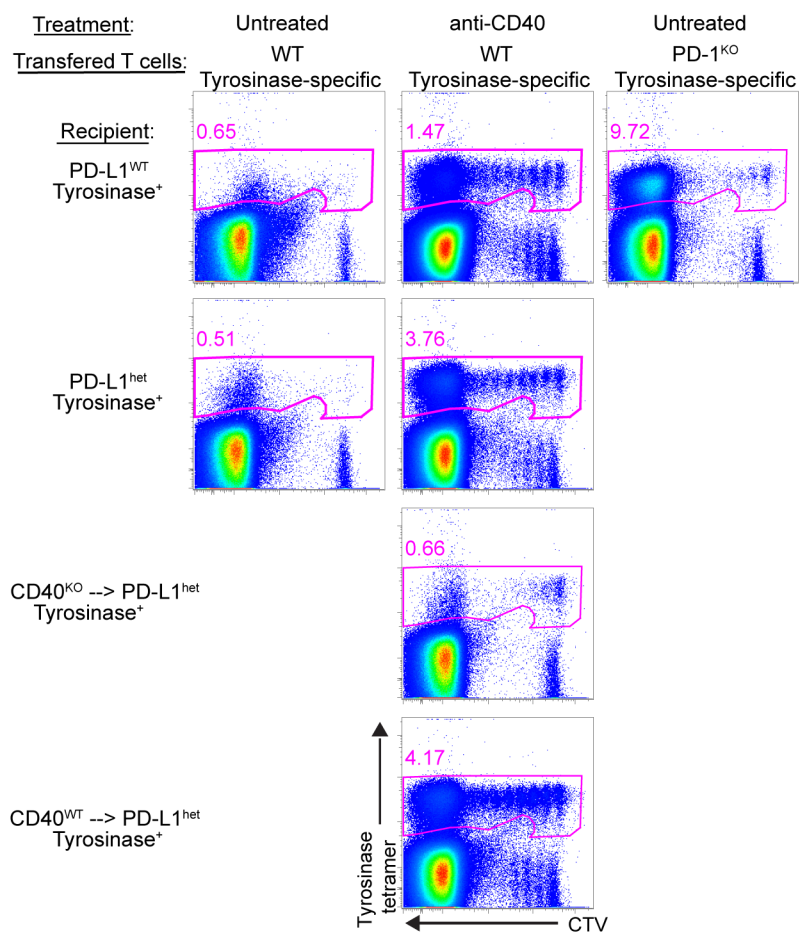 Treatment: Untreated anti-CD40 Untreated
Transfered T cells: WT WT PD-1KO
Tyrosinase-specific Tyrosinase-specific Tyrosinase-specific
Recipient:
0.65 1.47 9.72
PD-L1WT
Tyrosinase+
0.51 3.76
PD-L1het
Tyrosinase+
0.66
CD40KO --> PD-L1het
Tyrosinase+
4.17
CD40WT --> PD-L1het
Tyrosinase+
Tyrosinase
tetramer
CTV